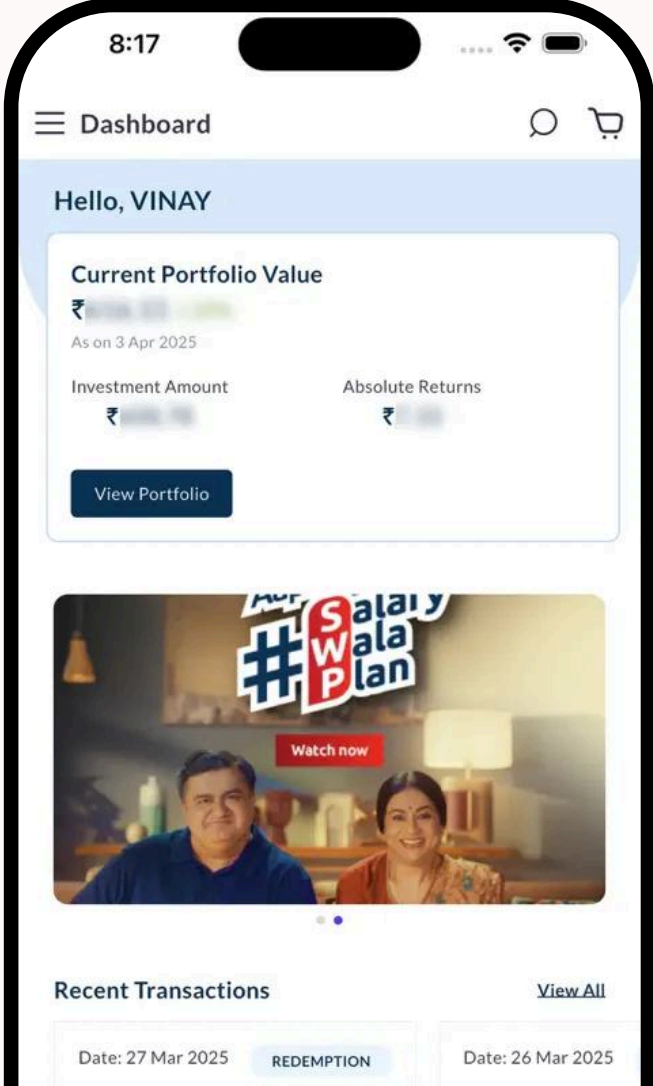 8:17
Dashboard
Hello, VINAY
Current Portfolio Value
₹
As on 3 Apr 2025
Investment Amount
Absolute Returns
₹
₹
View Portfolio
Salary
#Wala
Plan
Watch now
Recent Transactions
View All
Date: 27 Mar 2025
REDEMPTION
Date: 26 Mar 2025